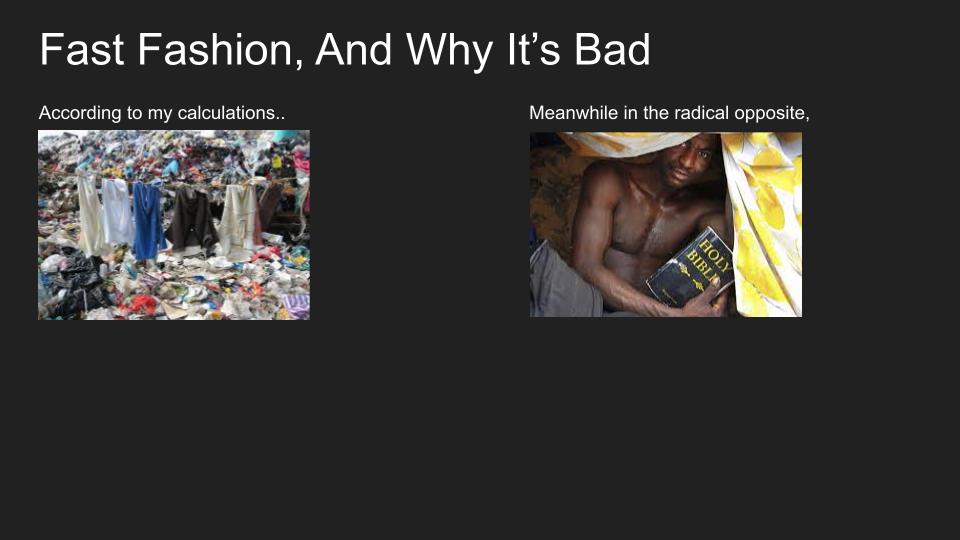 Fast Fashion, And Why It’s Bad
According to my calculations..
Meanwhile in the radical opposite,
HOLY
BIBLE